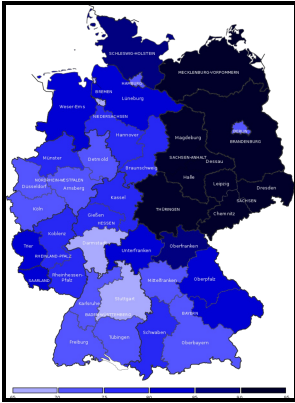 SCHLESWIG-HOLSTEIN
MECKLENBURG-VORPOMMERN
HAMBURG
BREMEN
Lüneburg
Weser-Ems
NIEDERSACHSEN
BERLIN
BRANDENBURG
Hannover
Magdeburg
Münster
Detmold
SACHSEN-ANHALT
Dessau
Braunschweig
NORDRHEIN-WESTFALEN
Düsseldorf
Arnsberg
Halle
Leipzig
Dresden
Kassel
SACHSEN
Köln
THÜRINGEN
Chemnitz
Gießen
HESSEN
Koblenz
Darmstadt
Oberfranken
Trier
Unterfranken
RHEINLAND-PFALZ
Rheinhessen-
Pfalz
SAARLAND
Mittelfranken
Oberpfalz
Karlsruhe
Stuttgart
BAYERN
BADEN-WÜRTTEMBERG
Schwaben
Tübingen
Freiburg
Oberbayern